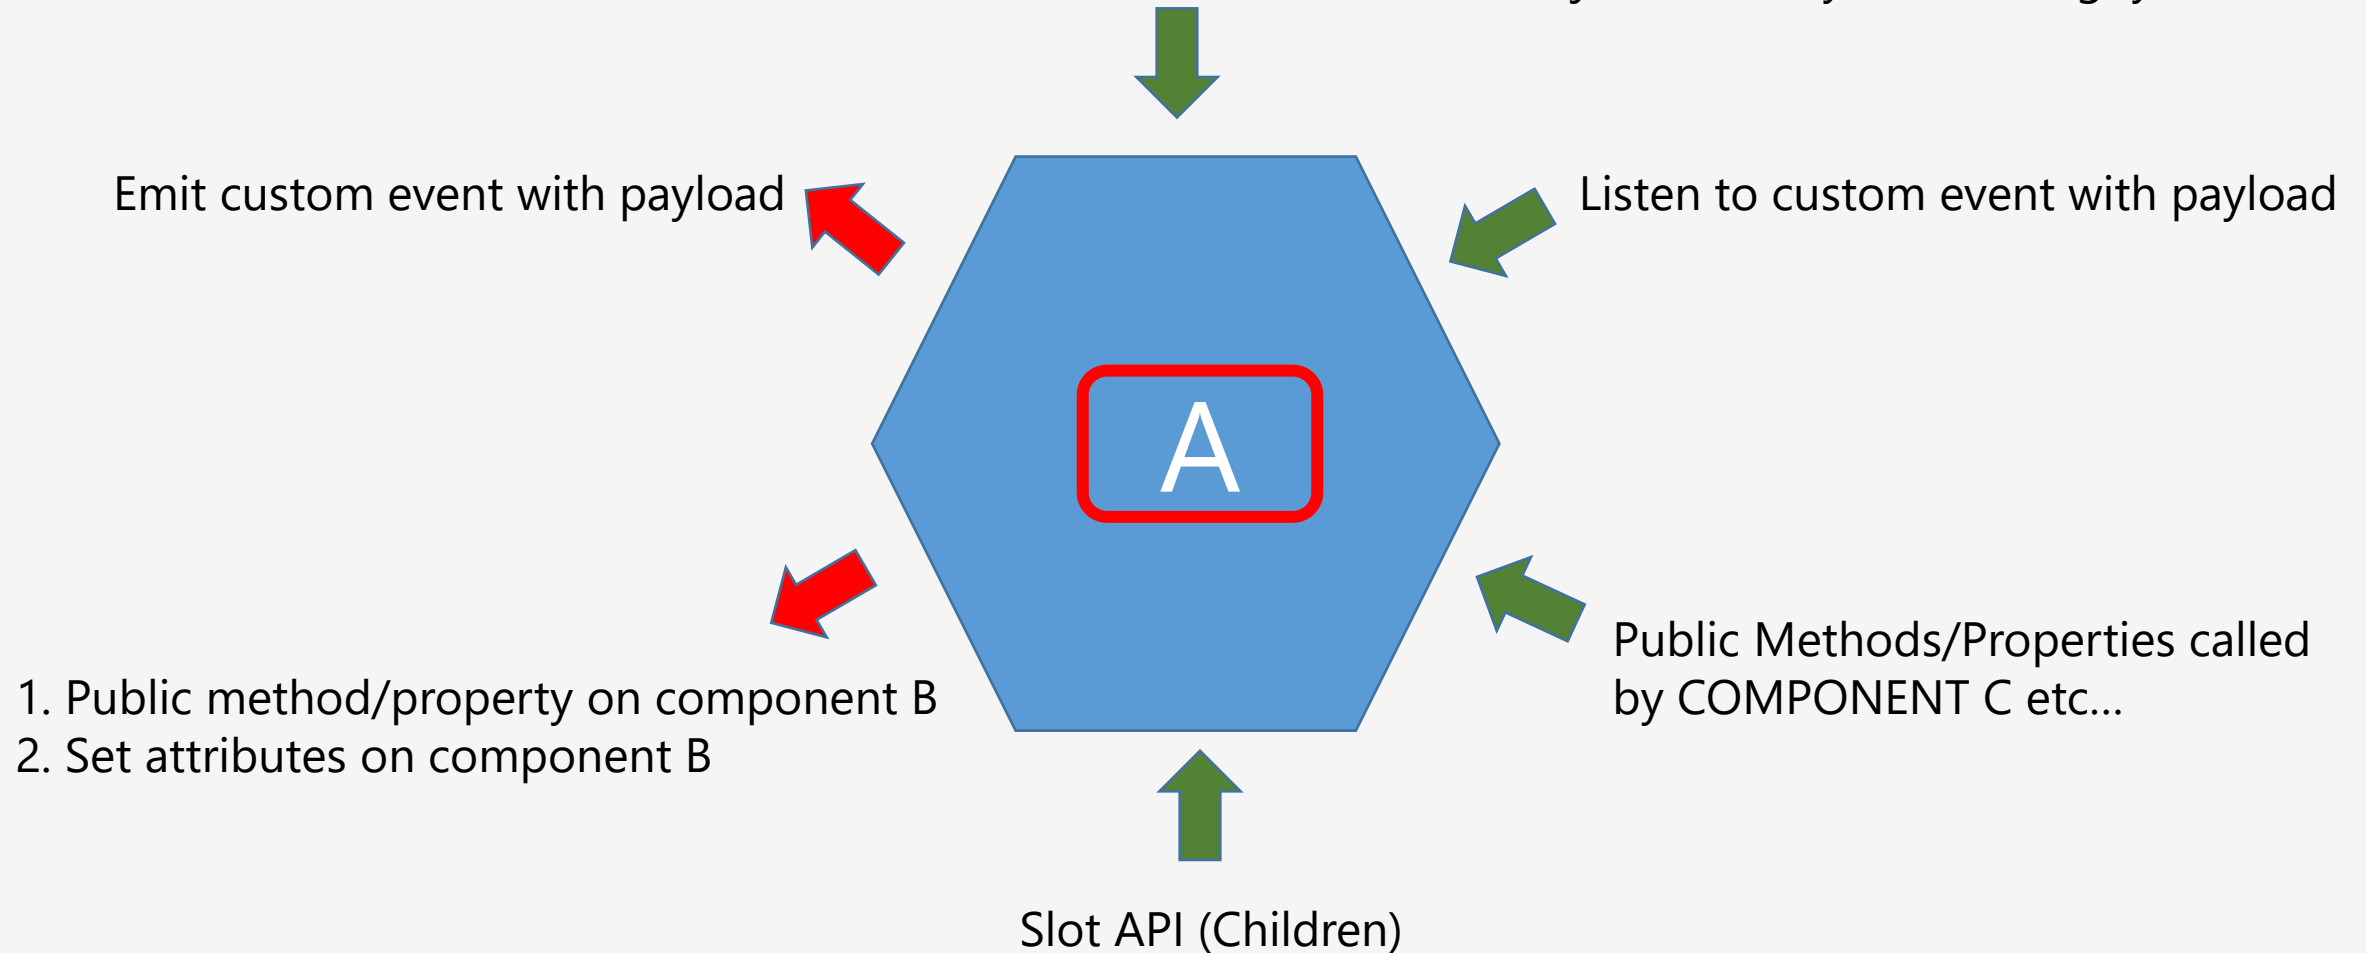 Emit custom event with payload
Listen to custom event with payload
A
Public Methods/Properties called
by COMPONENT C etc...
1. Public method/property on component B
2. Set attributes on component B
Slot API (Children)